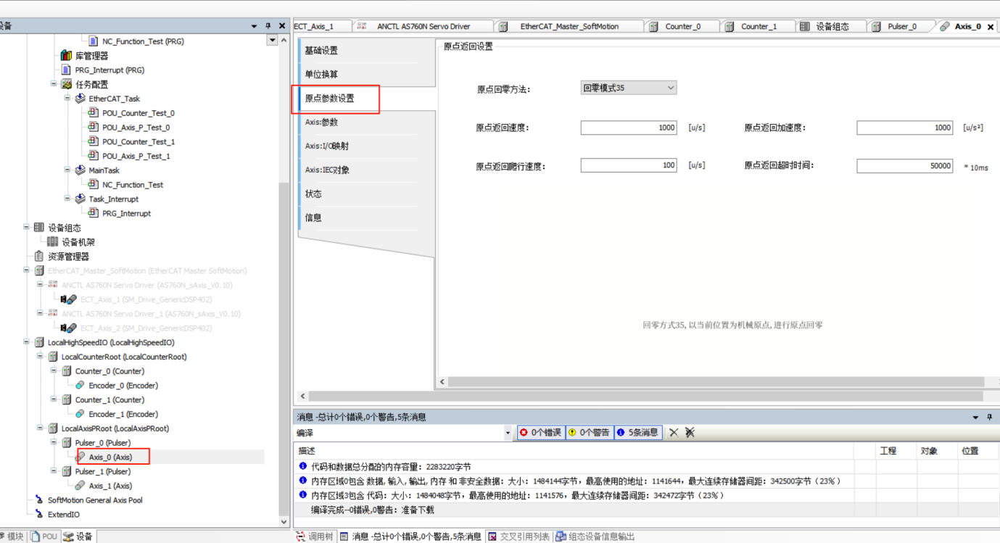 设备
NC_Function_Test (PRG)
库管理器
PRG_Interrupt (PRG)
任务配置
EtherCAT_Task
POU_Counter_Test_0
POU_Axis_P_Test_0
POU_Counter_Test_1
POU_Axis_P_Test_1
MainTask
NC_Function_Test
Task_Interrupt
PRG_Interrupt
设备组态
设备机架
资源管理器
EtherCAT_Master_SoftMotion (EtherCAT Master SoftMotion)
ANCTL AS760N Servo Driver (AS760N_sAxis_V0.10)
ECT_Axis_1 (SM_Drive_GenericDSP402)
ANCTL AS760N Servo Driver_1 (AS760N_sAxis_V0.10)
ECT_Axis_2 (SM_Drive_GenericDSP402)
LocalHighSpeedIO (LocalHighSpeedIO)
LocalCounterRoot (LocalCounterRoot)
Counter_0 (Counter)
Encoder_0 (Encoder)
Counter_1 (Counter)
Encoder_1 (Encoder)
LocalAxisPRoot (LocalAxisPRoot)
Pulser_0 (Pulser)
Axis_0 (Axis)
Pulser_1 (Pulser)
Axis_1 (Axis)
SoftMotion General Axis Pool
ExtendIO
模块 POU 设备
ECT_Axis_1 ANCTL AS760N Servo Driver EtherCAT_Master_SoftMotion Counter_0 Counter_1 设备组态 Pulser_0 Axis_0
基础设置
单位换算
原点参数设置
Axis:参数
Axis:I/O映射
Axis:IEC对象
状态
信息
原点返回设置
原点回零方法: 回零模式35
原点返回速度: 1000 [u/s] 原点返回加速度: 1000 [u/s²]
原点返回爬行速度: 100 [u/s] 原点返回超时时间: 50000 * 10ms
回零方式35,以当前位置为机械原点,进行原点回零
消息 -总计0个错误,0个警告,5条消息
编译 0个错误 0个警告 5条消息
描述 工程 对象 位置
代码和数据总分配的内存容量: 2283220字节
内存区域0包含 数据,输入,输出,内存 和 非安全数据: 大小: 1484144字节, 最高使用的地址: 1141644, 最大连续存储器间距: 342500字节 (23%)
内存区域3包含 代码: 大小: 1484048字节, 最高使用的地址: 1141576, 最大连续存储器间距: 342472字节 (23%)
编译完成--0错误,0警告: 准备下载
调用树 消息 -总计0个错误,0个警告,5条消息 交叉引用列表 组态设备信息输出